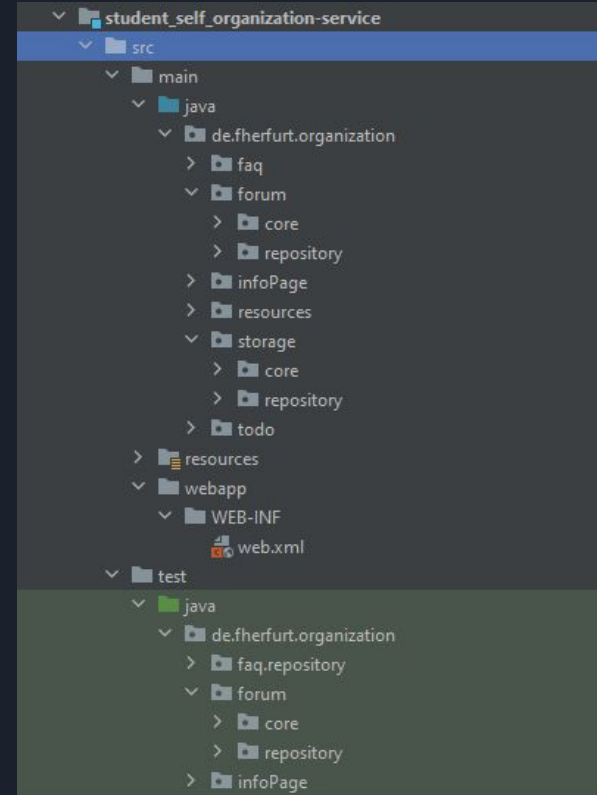 student_self_organization-service
src
main
java
de.fherfurt.organization
faq
forum
core
repository
infoPage
resources
storage
core
repository
todo
resources
webapp
WEB-INF
web.xml
test
java
de.fherfurt.organization
faq.repository
forum
core
repository
infoPage